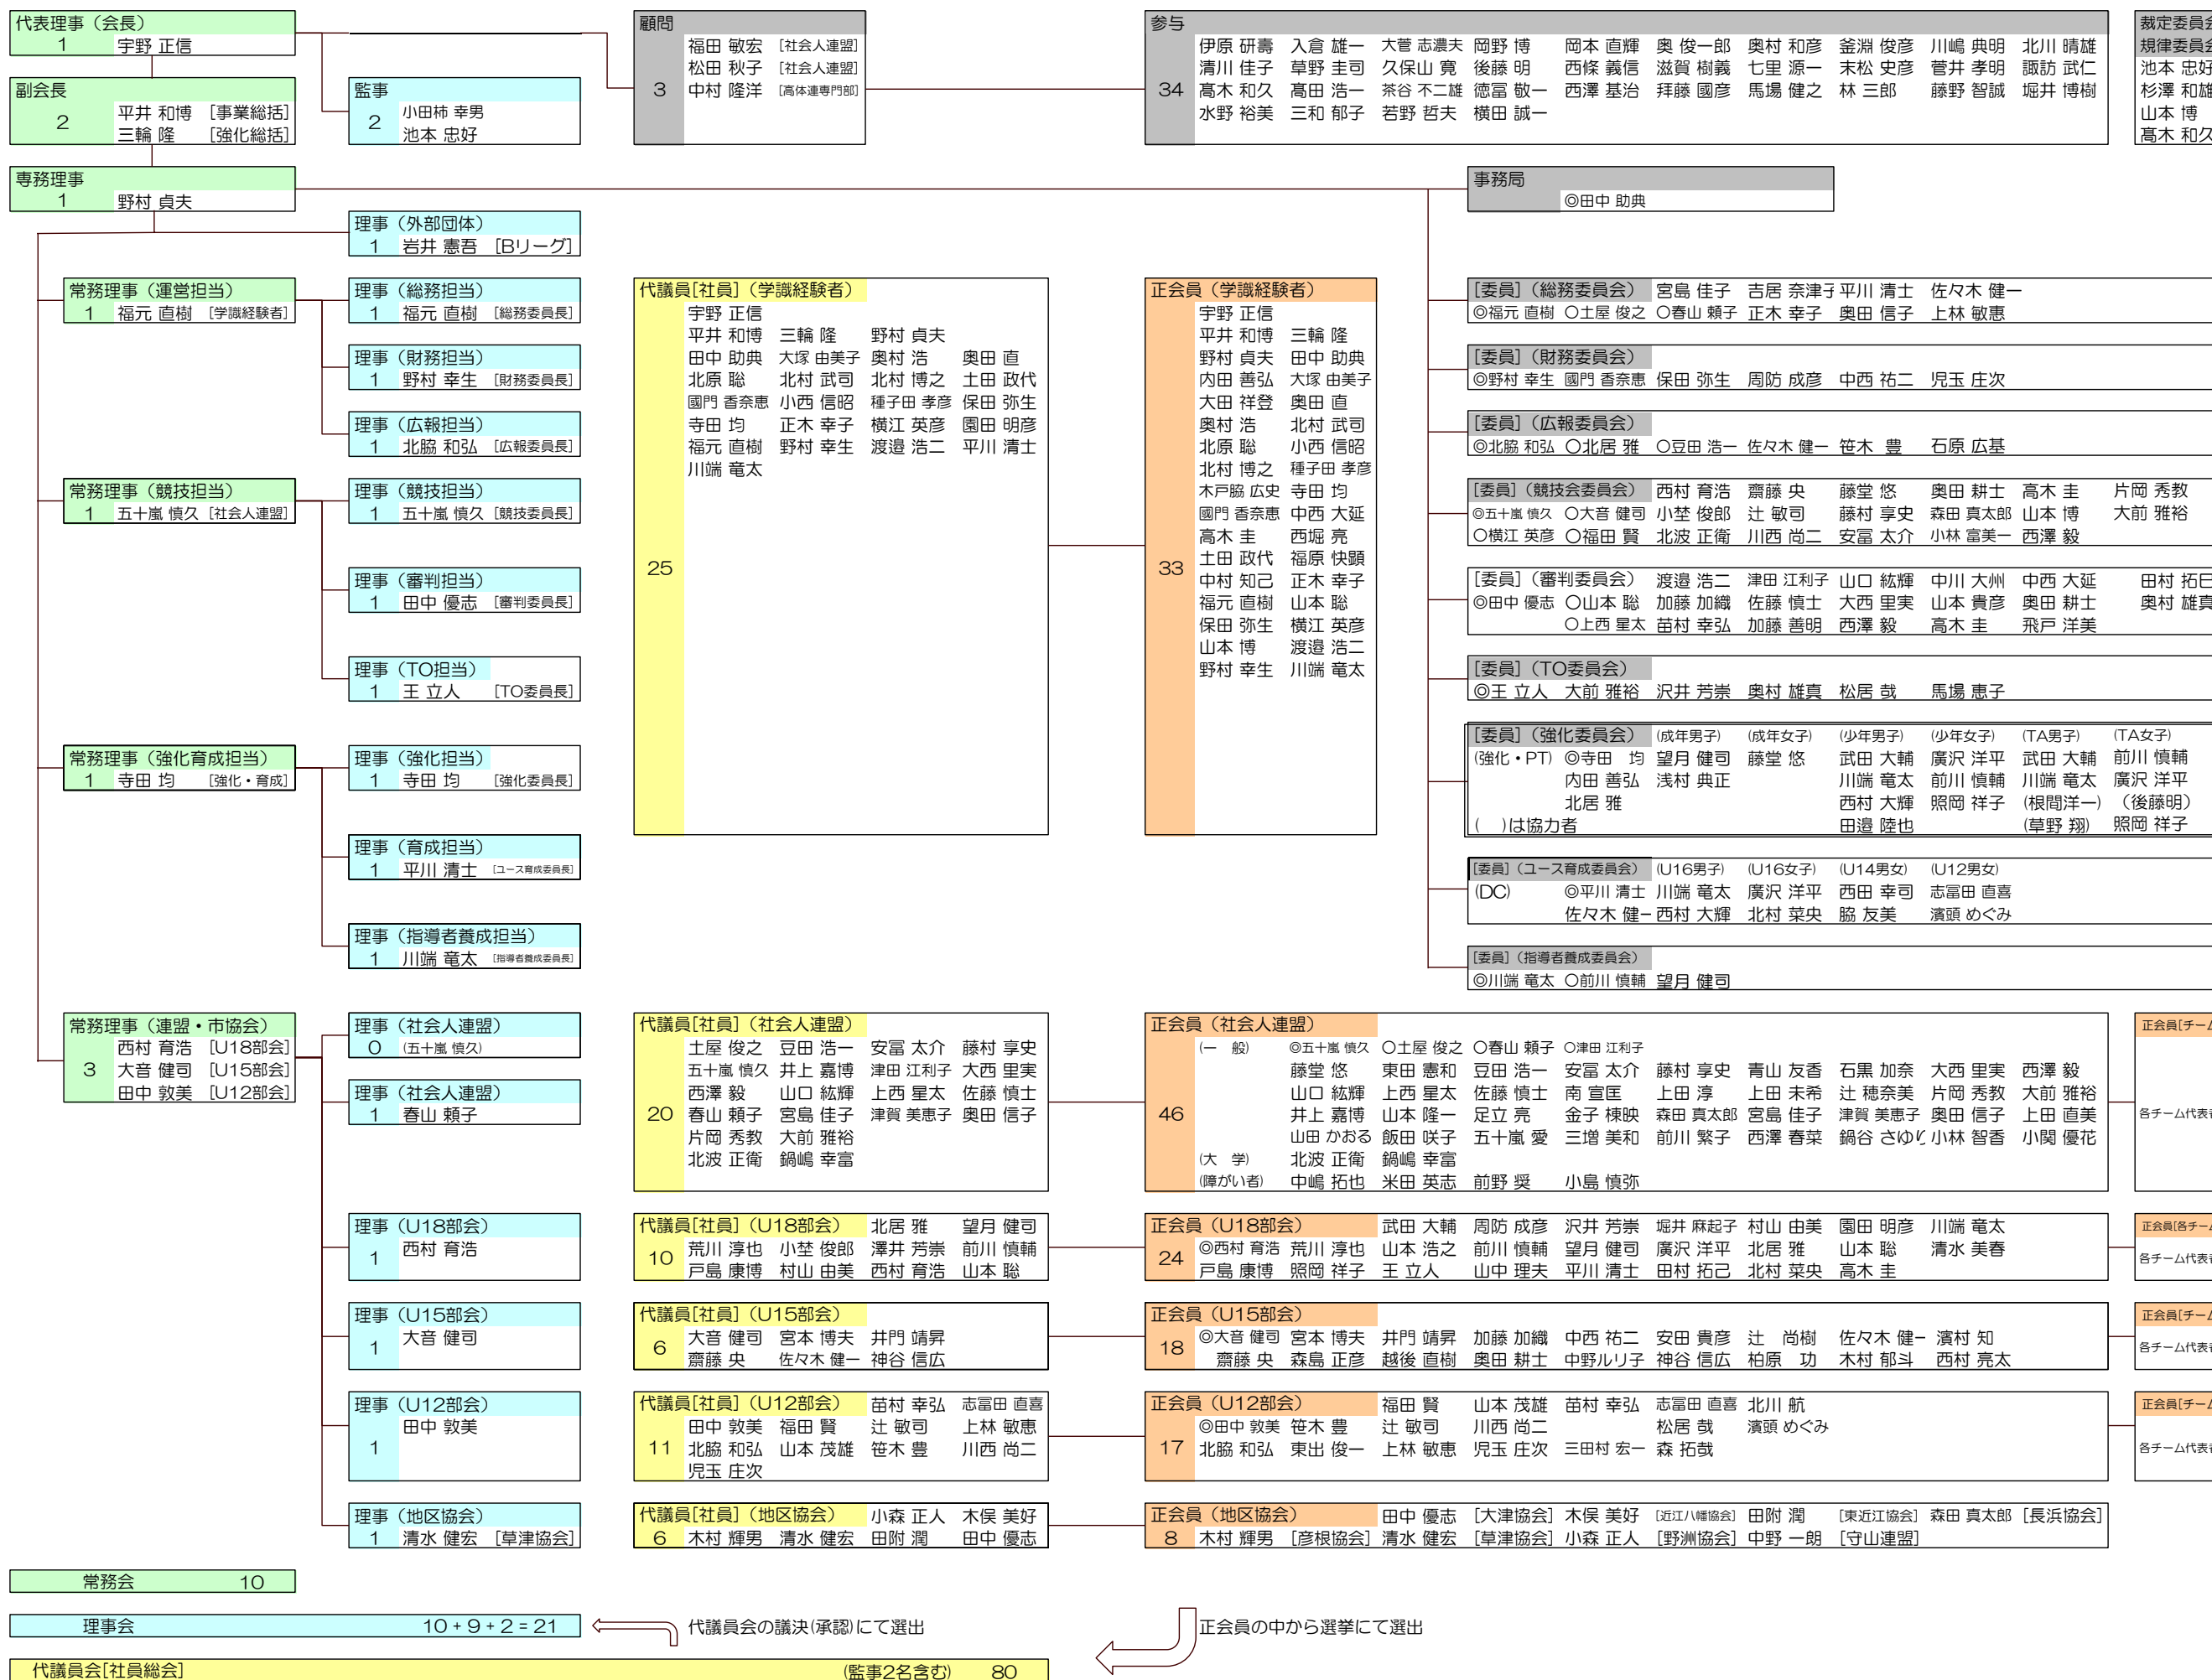 代表理事（会長）
1 宇野 正信
副会長
2
平井 和博 [事業総括]
三輪 隆 [強化総括]
専務理事
1 野村 貞夫
監事
2
小田柿 幸男
池本 忠好
顧問
3
福田 敏宏 [社会人連盟]
松田 秋子 [社会人連盟]
中村 隆洋 [高体連専門部]
参与
34
伊原 研壽 入倉 雄一 大菅 志濃夫 岡野 博 岡本 直輝 奥 俊一郎 奥村 和彦 釜淵 俊彦 川嶋 典明 北川 晴雄
清川 佳子 草野 圭司 久保山 寛 後藤 明 西條 義信 滋賀 樹義 七里 源一 末松 史彦 菅井 孝明 諏訪 武仁
髙木 和久 髙田 浩一 茶谷 不二雄 德冨 敬一 西澤 基治 拝藤 國彦 馬場 健之 林 三郎 藤野 智誠 堀井 博樹
水野 裕美 三和 郁子 若野 哲夫 横田 誠一
裁定委員会
規律委員会
池本 忠好
杉澤 和雄
山本 博
髙木 和久
事務局
◎田中 助典
理事（外部団体）
1 岩井 憲吾 [Bリーグ]
常務理事（運営担当）
1 福元 直樹 [学識経験者]
理事（総務担当）
1 福元 直樹 [総務委員長]
理事（財務担当）
1 野村 幸生 [財務委員長]
理事（広報担当）
1 北脇 和弘 [広報委員長]
常務理事（競技担当）
1 五十嵐 慎久 [社会人連盟]
理事（競技担当）
1 五十嵐 慎久 [競技委員長]
理事（審判担当）
1 田中 優志 [審判委員長]
理事（TO担当）
1 王 立人 [TO委員長]
常務理事（強化育成担当）
1 寺田 均 [強化・育成]
理事（強化担当）
1 寺田 均 [強化委員長]
理事（育成担当）
1 平川 清士 [ユース育成委員長]
理事（指導者養成担当）
1 川端 竜太 [指導者養成委員長]
代議員[社員]（学識経験者）
25
宇野 正信
平井 和博 三輪 隆 野村 貞夫
田中 助典 大塚 由美子 奥村 浩 奥田 直
北原 聡 北村 武司 北村 博之 土田 政代
國門 香奈恵 小西 信昭 種子田 孝彦 保田 弥生
寺田 均 正木 幸子 横江 英彦 園田 明彦
福元 直樹 野村 幸生 渡邉 浩二 平川 清士
川端 竜太
正会員（学識経験者）
33
宇野 正信
平井 和博 三輪 隆
野村 貞夫 田中 助典
内田 善弘 大塚 由美子
大田 祥登 奥田 直
奥村 浩 北村 武司
北原 聡 小西 信昭
北村 博之 種子田 孝彦
木戸脇 広史 寺田 均
國門 香奈恵 中西 大延
高木 圭 西堀 亮
土田 政代 福原 快顕
中村 知己 正木 幸子
福元 直樹 山本 聡
保田 弥生 横江 英彦
山本 博 渡邉 浩二
野村 幸生 川端 竜太
[委員]（総務委員会） 宮島 佳子 吉居 奈津子 平川 清士 佐々木 健一
◎福元 直樹 ○土屋 俊之 ○春山 頼子 正木 幸子 奥田 信子 上林 敏恵
[委員]（財務委員会）
◎野村 幸生 國門 香奈恵 保田 弥生 周防 成彦 中西 祐二 児玉 庄次
[委員]（広報委員会）
◎北脇 和弘 ○北居 雅 ○豆田 浩一 佐々木 健一 笹木 豊 石原 広基
[委員]（競技会委員会） 西村 育浩 齋藤 央 藤堂 悠 奥田 耕士 高木 圭 片岡 秀教
◎五十嵐 慎久 ○大音 健司 小埜 俊郎 辻 敏司 藤村 享史 森田 真太郎 山本 博 大前 雅裕
○横江 英彦 ○福田 賢 北波 正衛 川西 尚二 安冨 太介 小林 富美一 西澤 毅
[委員]（審判委員会） 渡邉 浩二 津田 江利子 山口 紘輝 中川 大州 中西 大延 田村 拓己
◎田中 優志 ○山本 聡 加藤 加織 佐藤 慎士 大西 里実 山本 貴彦 奥田 耕士 奥村 雄真
○上西 星太 苗村 幸弘 加藤 善明 西澤 毅 高木 圭 飛戸 洋美
[委員]（TO委員会）
◎王 立人 大前 雅裕 沢井 芳崇 奥村 雄真 松居 哉 馬場 恵子
[委員]（強化委員会） (成年男子) (成年女子) (少年男子) (少年女子) (TA男子) (TA女子)
(強化・PT) ◎寺田 均 望月 健司 藤堂 悠 武田 大輔 廣沢 洋平 武田 大輔 前川 慎輔
内田 善弘 浅村 典正 川端 竜太 前川 慎輔 川端 竜太 廣沢 洋平
北居 雅 西村 大輝 照岡 祥子 (根間洋一) （後藤明）
( )は協力者 田邉 陸也 (草野 翔) 照岡 祥子
[委員]（ユース育成委員会） (U16男子) (U16女子) (U14男女) (U12男女)
(DC) ◎平川 清士 川端 竜太 廣沢 洋平 西田 幸司 志冨田 直喜
佐々木 健一 西村 大輝 北村 菜央 脇 友美 濱頭 めぐみ
[委員]（指導者養成委員会）
◎川端 竜太 ○前川 慎輔 望月 健司
常務理事（連盟・市協会）
3
西村 育浩 [U18部会]
大音 健司 [U15部会]
田中 敦美 [U12部会]
理事（社会人連盟）
0 (五十嵐 慎久)
理事（社会人連盟）
1 春山 頼子
代議員[社員]（社会人連盟）
20
土屋 俊之 豆田 浩一 安冨 太介 藤村 享史
五十嵐 慎久 井上 嘉博 津田 江利子 大西 里実
西澤 毅 山口 紘輝 上西 星太 佐藤 慎士
春山 頼子 宮島 佳子 津賀 美恵子 奥田 信子
片岡 秀教 大前 雅裕
北波 正衛 鍋嶋 幸富
正会員（社会人連盟）
46
(一 般) ◎五十嵐 慎久 ○土屋 俊之 ○春山 頼子 ○津田 江利子
藤堂 悠 東田 憲和 豆田 浩一 安冨 太介 藤村 享史 青山 友香 石黒 加奈 大西 里実 西澤 毅
山口 紘輝 上西 星太 佐藤 慎士 南 宣匡 上田 淳 上田 未希 辻 穂奈美 片岡 秀教 大前 雅裕
井上 嘉博 山本 隆一 足立 亮 金子 楝映 森田 真太郎 宮島 佳子 津賀 美恵子 奥田 信子 上田 直美
山田 かおる 飯田 咲子 五十嵐 愛 三増 美和 前川 繁子 西澤 春菜 鍋谷 さゆり 小林 智香 小関 優花
(大 学) 北波 正衛 鍋嶋 幸富
(障がい者) 中嶋 拓也 米田 英志 前野 奨 小島 慎弥
正会員[チーム
各チーム代表者
理事（U18部会）
1 西村 育浩
代議員[社員]（U18部会） 北居 雅 望月 健司
10
荒川 淳也 小埜 俊郎 澤井 芳崇 前川 慎輔
戸島 康博 村山 由美 西村 育浩 山本 聡
正会員（U18部会） 武田 大輔 周防 成彦 沢井 芳崇 堀井 麻起子 村山 由美 園田 明彦 川端 竜太
24
◎西村 育浩 荒川 淳也 山本 浩之 前川 慎輔 望月 健司 廣沢 洋平 北居 雅 山本 聡 清水 美春
戸島 康博 照岡 祥子 王 立人 山中 理夫 平川 清士 田村 拓己 北村 菜央 高木 圭
正会員[各チーム
各チーム代表者
理事（U15部会）
1 大音 健司
代議員[社員]（U15部会）
6
大音 健司 宮本 博夫 井門 靖昇
齋藤 央 佐々木 健一 神谷 信広
正会員（U15部会）
18
◎大音 健司 宮本 博夫 井門 靖昇 加藤 加織 中西 祐二 安田 貴彦 辻 尚樹 佐々木 健一 濱村 知
齋藤 央 森島 正彦 越後 直樹 奥田 耕士 中野ルリ子 神谷 信広 柏原 功 木村 郁斗 西村 亮太
正会員[チーム
各チーム代表者
理事（U12部会）
1 田中 敦美
代議員[社員]（U12部会） 苗村 幸弘 志冨田 直喜
11
田中 敦美 福田 賢 辻 敏司 上林 敏恵
北脇 和弘 山本 茂雄 笹木 豊 川西 尚二
児玉 庄次
正会員（U12部会） 福田 賢 山本 茂雄 苗村 幸弘 志冨田 直喜 北川 航
17
◎田中 敦美 笹木 豊 辻 敏司 川西 尚二 松居 哉 濱頭 めぐみ
北脇 和弘 東出 俊一 上林 敏恵 児玉 庄次 三田村 宏一 森 拓哉
正会員[チーム
各チーム代表者
理事（地区協会）
1 清水 健宏 [草津協会]
代議員[社員]（地区協会） 小森 正人 木俣 美好
6 木村 輝男 清水 健宏 田附 潤 田中 優志
正会員（地区協会） 田中 優志 [大津協会] 木俣 美好 [近江八幡協会] 田附 潤 [東近江協会] 森田 真太郎 [長浜協会]
8 木村 輝男 [彦根協会] 清水 健宏 [草津協会] 小森 正人 [野洲協会] 中野 一朗 [守山連盟]
常務会 10
理事会 10 + 9 + 2 = 21
代議員会の議決(承認)にて選出
正会員の中から選挙にて選出
代議員会[社員総会] (監事2名含む) 80